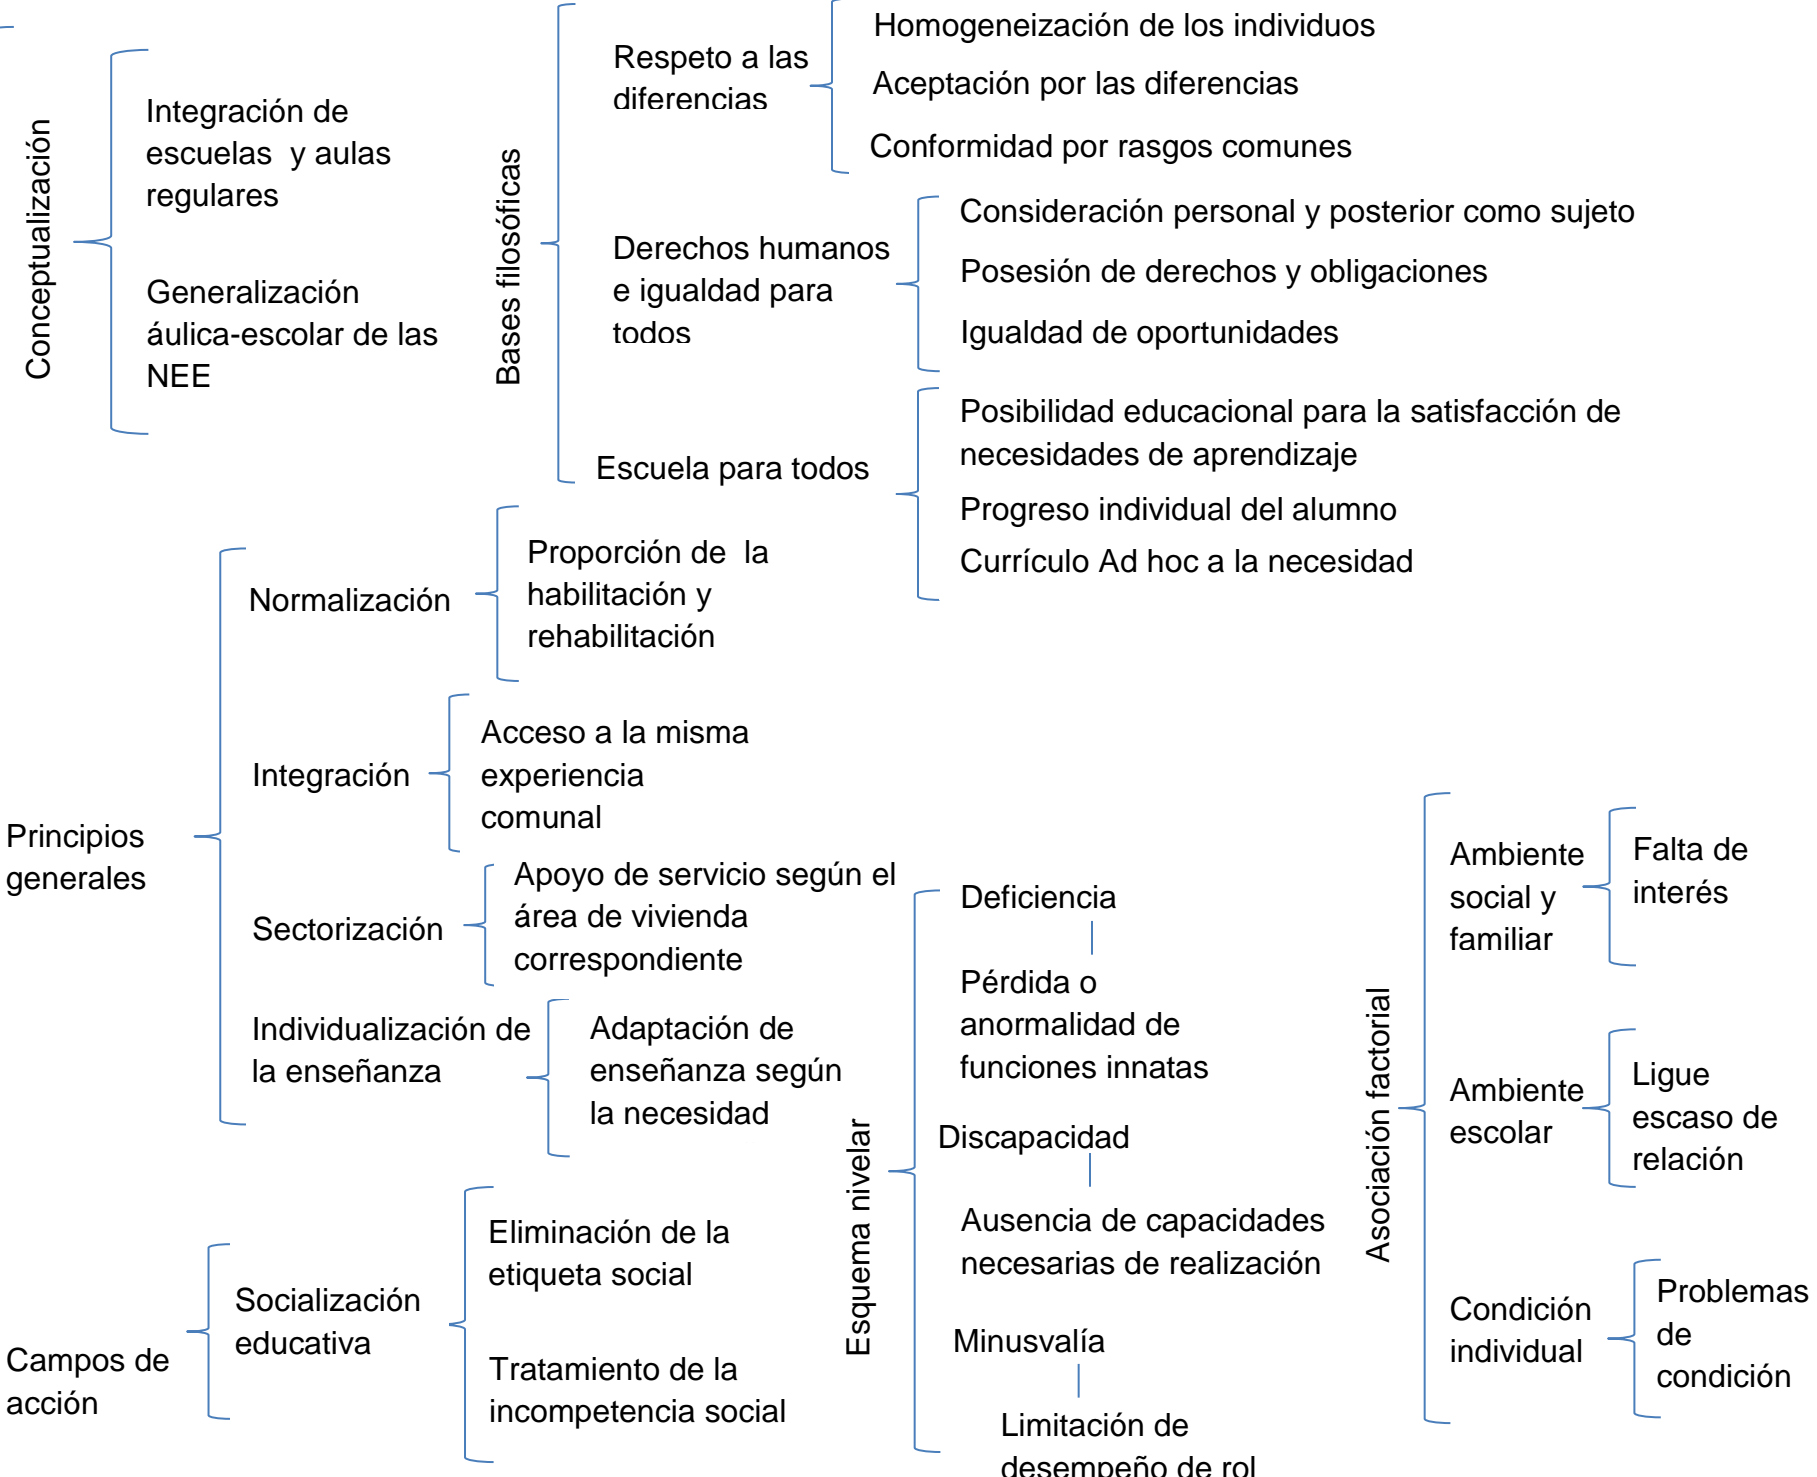 Conceptualización
Integración de
escuelas y aulas
regulares
Generalización
áulica-escolar de las
NEE
Bases filosóficas
Respeto a las
diferencias
Homogeneización de los individuos
Aceptación por las diferencias
Conformidad por rasgos comunes
Derechos humanos
e igualdad para
todos
Consideración personal y posterior como sujeto
Posesión de derechos y obligaciones
Igualdad de oportunidades
Escuela para todos
Posibilidad educacional para la satisfacción de
necesidades de aprendizaje
Progreso individual del alumno
Currículo Ad hoc a la necesidad
Principios
generales
Normalización
Proporción de la
habilitación y
rehabilitación
Integración
Acceso a la misma
experiencia
comunal
Sectorización
Apoyo de servicio según el
área de vivienda
correspondiente
Individualización de
la enseñanza
Adaptación de
enseñanza según
la necesidad
Campos de
acción
Socialización
educativa
Eliminación de la
etiqueta social
Tratamiento de la
incompetencia social
Esquema nivelar
Deficiencia
Pérdida o
anormalidad de
funciones innatas
Discapacidad
Ausencia de capacidades
necesarias de realización
Minusvalía
Limitación de
desempeño de rol
Asociación factorial
Ambiente
social y
familiar
Falta de
interés
Ambiente
escolar
Ligue
escaso de
relación
Condición
individual
Problemas
de
condición